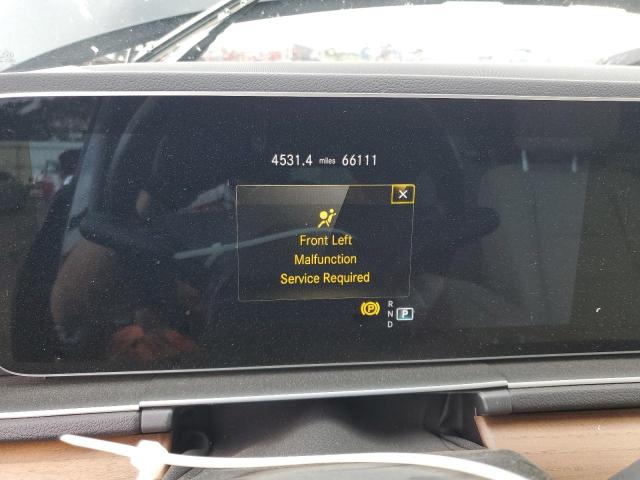 4531.4 miles 66111
X
Front Left
Malfunction
Service Required
(P) R
N P
D